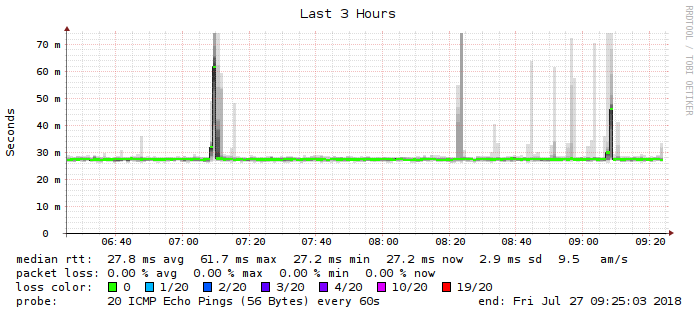 Last 3 Hours
RRDTOOL / TOBI OETIKER
Seconds
70 m
60 m
50 m
40 m
30 m
20 m
10 m
0
06:40 07:00 07:20 07:40 08:00 08:20 08:40 09:00 09:20
median rtt: 27.8 ms avg 61.7 ms max 27.2 ms min 27.2 ms now 2.9 ms sd 9.5 am/s
packet loss: 0.00 % avg 0.00 % max 0.00 % min 0.00 % now
loss color: 0 1/20 2/20 3/20 4/20 10/20 19/20
probe: 20 ICMP Echo Pings (56 Bytes) every 60s end: Fri Jul 27 09:25:03 2018